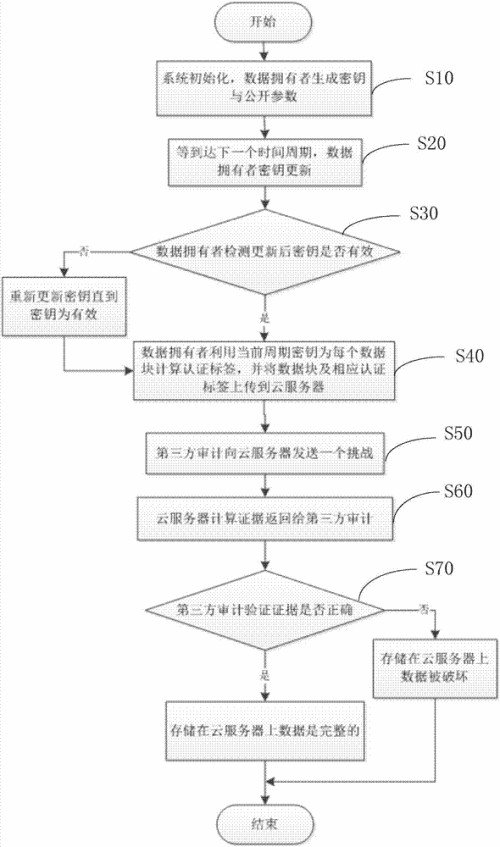 开始
系统初始化，数据拥有者生成密钥
与公开参数
S10
等到达下一个时间周期，数据
拥有者密钥更新
S20
S30
数据拥有者检测更新后密钥是否有效
否
重新更新密钥直到
密钥为有效
是
数据拥有者利用当前周期密钥为每个数据
块计算认证标签，并将数据块及相应认证
标签上传到云服务器
S40
第三方审计向云服务器发送一个挑战
S50
云服务器计算证据返回给第三方审计
S60
S70
第三方审计验证证据是否正确
否
存储在云服务器上
数据被破坏
是
存储在云服务器上数据是完整的
结束